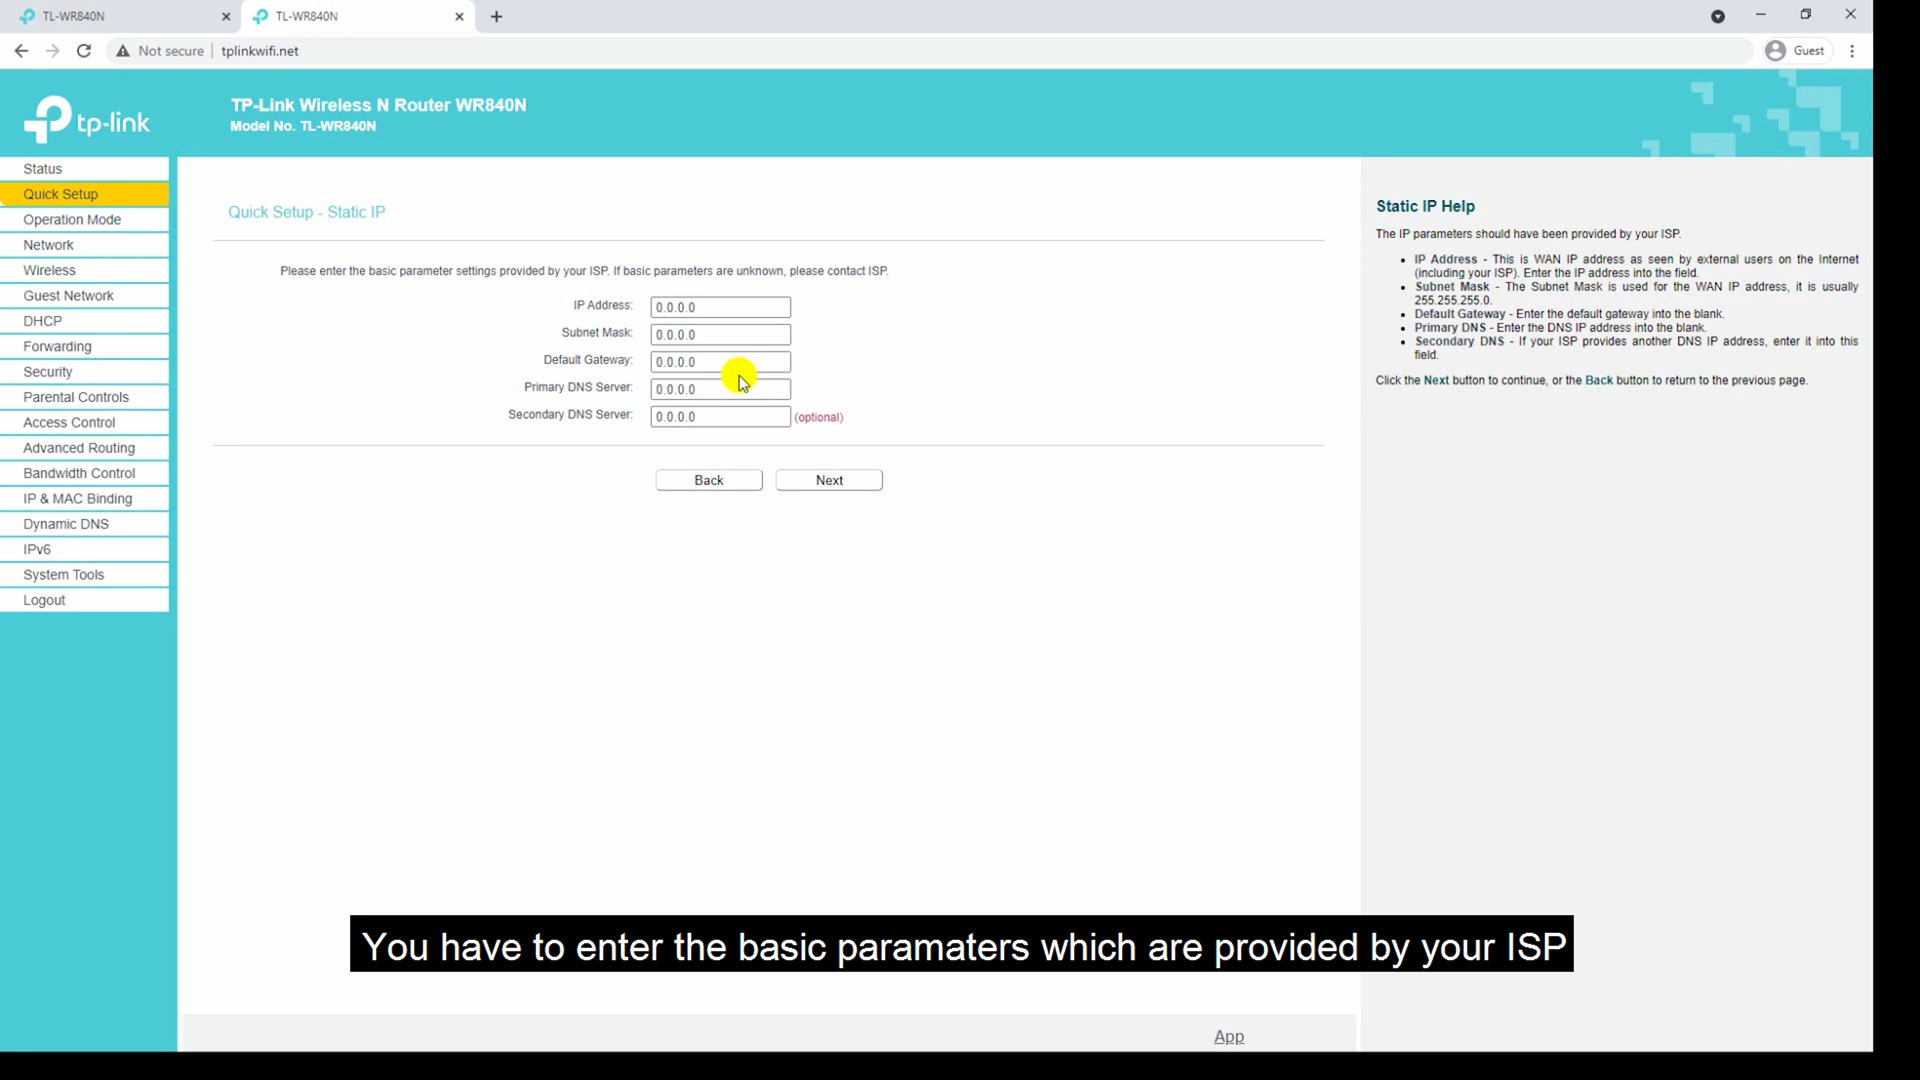 TL-WR840N
TL-WR840N
Not secure
tplinkwifi.net
Guest
tp-link
TP-Link Wireless N Router WR840N
Model No. TL-WR840N
Status
Quick Setup
Operation Mode
Network
Wireless
Guest Network
DHCP
Forwarding
Security
Parental Controls
Access Control
Advanced Routing
Bandwidth Control
IP & MAC Binding
Dynamic DNS
IPv6
System Tools
Logout
Quick Setup - Static IP
Please enter the basic parameter settings provided by your ISP. If basic parameters are unknown, please contact ISP.
IP Address: 0.0.0.0
Subnet Mask: 0.0.0.0
Default Gateway: 0.0.0.0
Primary DNS Server: 0.0.0.0
Secondary DNS Server: 0.0.0.0 (optional)
Back
Next
Static IP Help
The IP parameters should have been provided by your ISP.
• IP Address - This is WAN IP address as seen by external users on the Internet
(including your ISP). Enter the IP address into the field.
• Subnet Mask - The Subnet Mask is used for the WAN IP address, it is usually
255.255.255.0.
• Default Gateway - Enter the default gateway into the blank.
• Primary DNS - Enter the DNS IP address into the blank.
• Secondary DNS - If your ISP provides another DNS IP address, enter it into this
field.
Click the Next button to continue, or the Back button to return to the previous page.
You have to enter the basic paramaters which are provided by your ISP
App